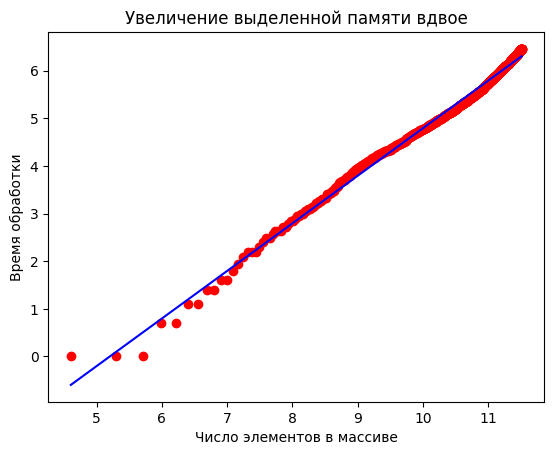 Увеличение выделенной памяти вдвое
Время обработки
6
5
4
3
2
1
0
5 6 7 8 9 10 11
Число элементов в массиве